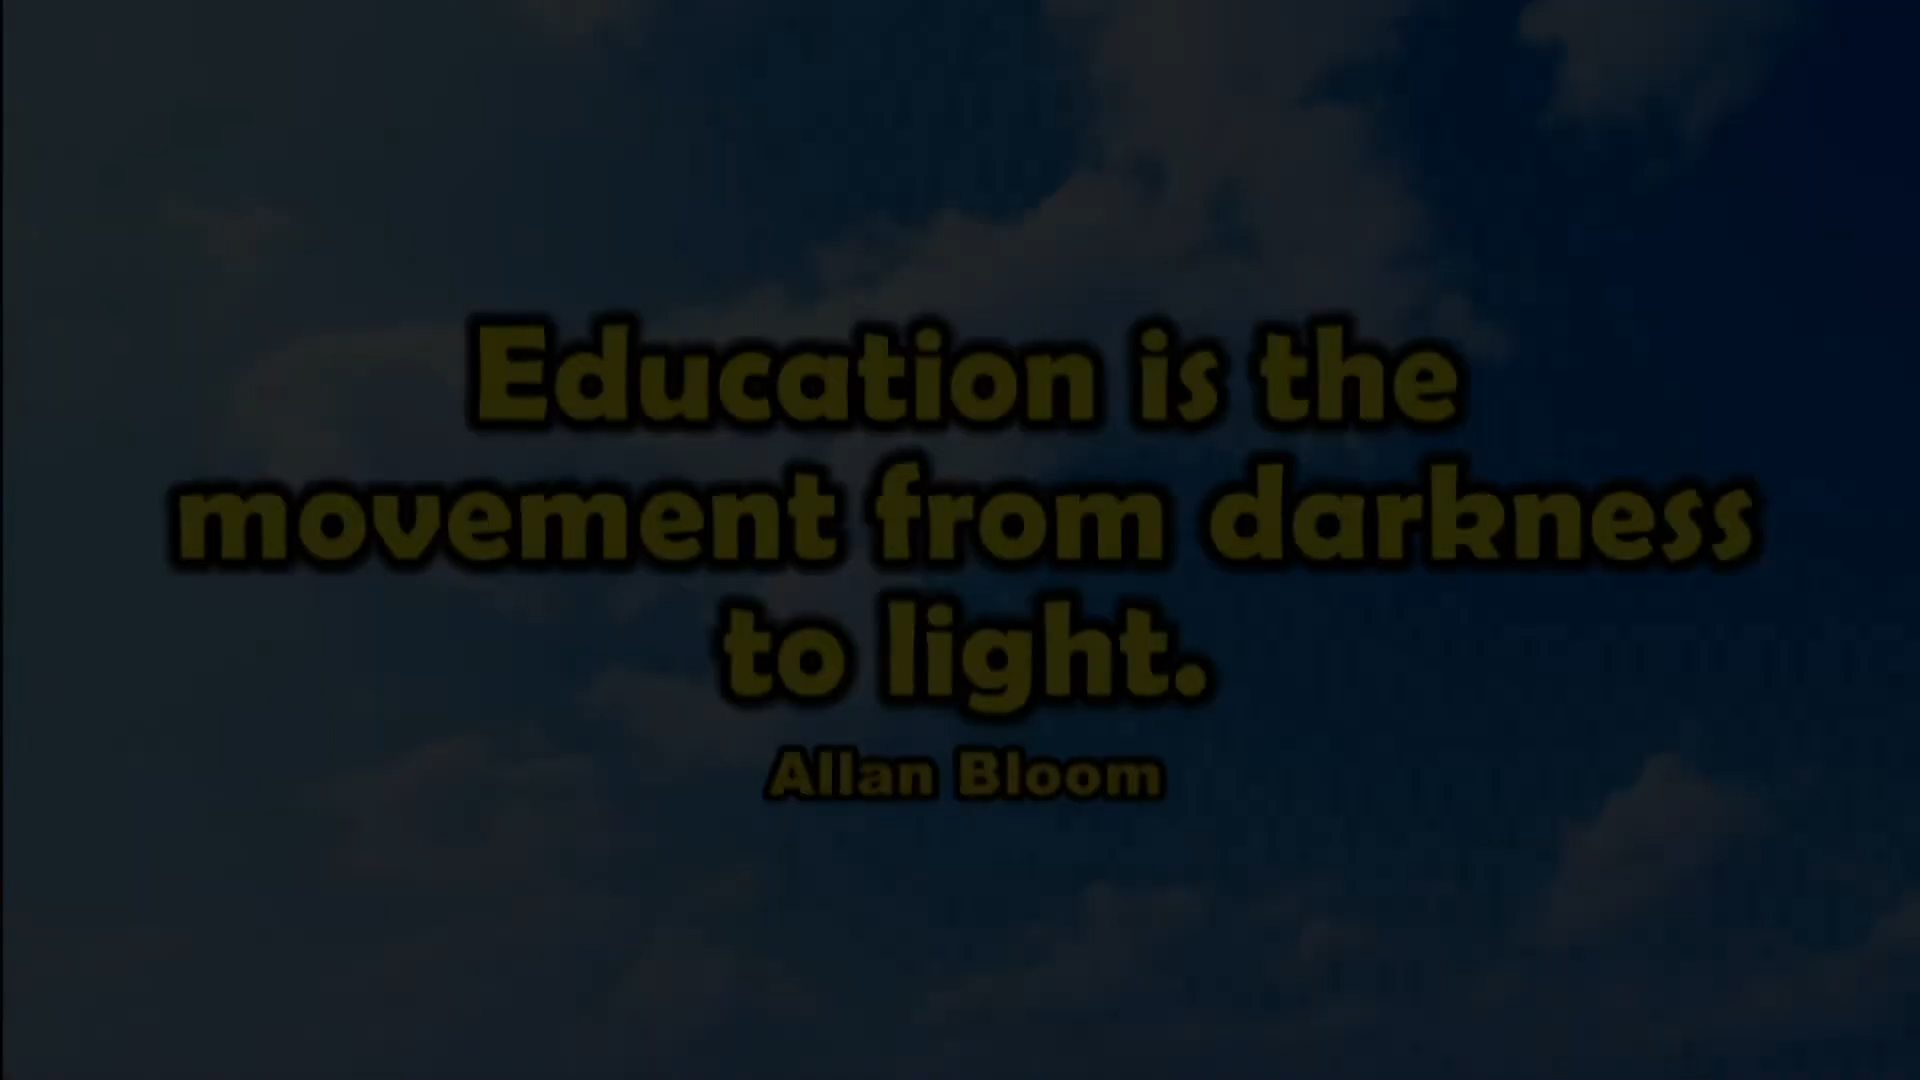 Education is the
movement from darkness
to light.
Allan Bloom